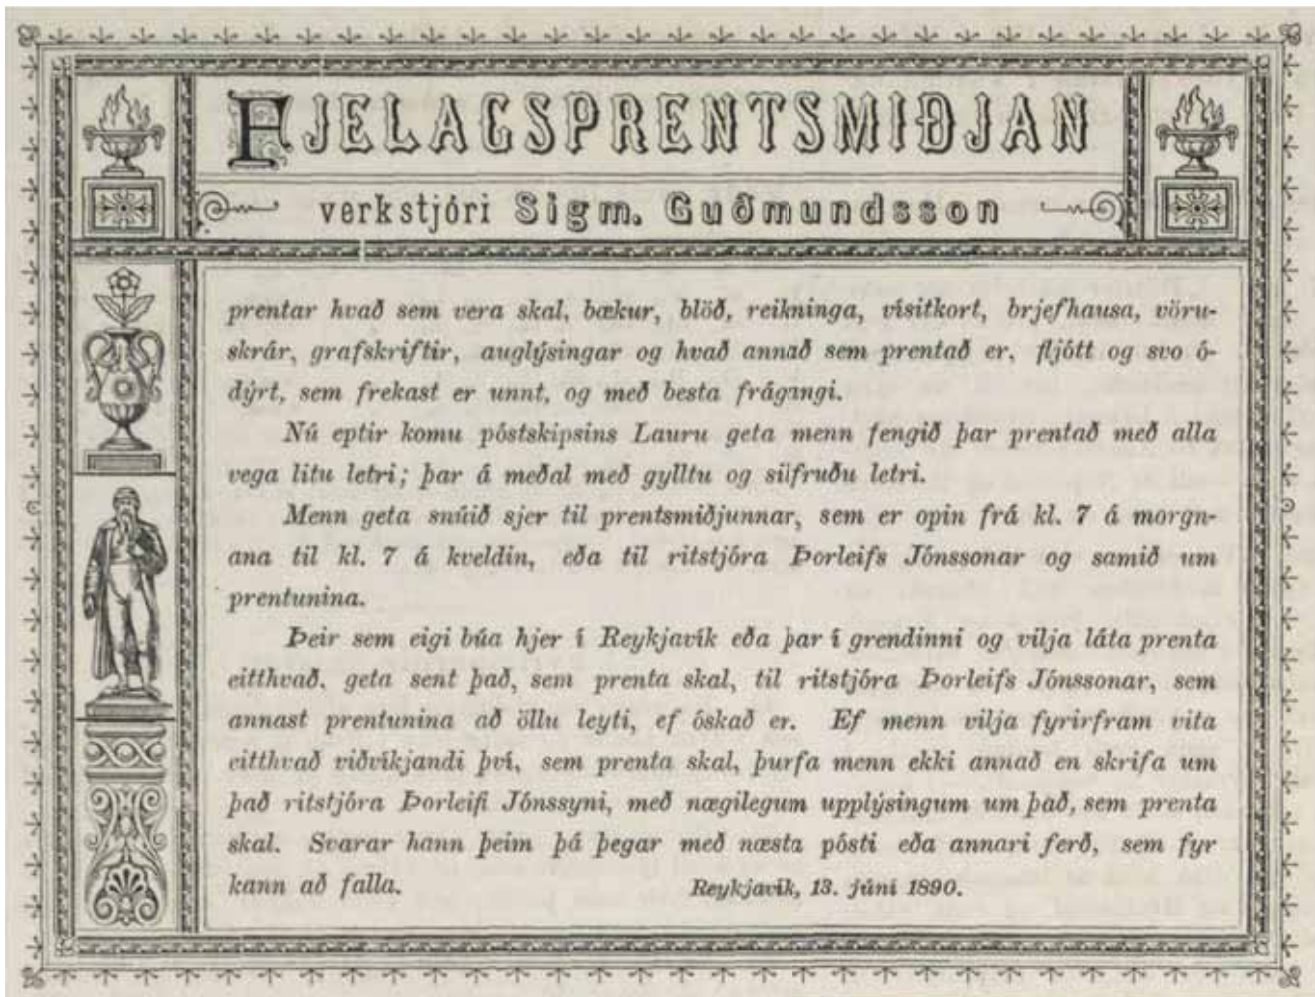 FJELAGSPRENTSMIÐJAN
verkstjóri Sigm. Guðmundsson
prentar hvað sem vera skal, bækur, blöð, reikninga, visitkort, brjefhausa, vöru-
skrár, grafskriftir, auglýsingar og hvað annað sem prentað er, fljótt og svo ó-
dýrt, sem frekast er unnt, og með besta frágangi.
Nú eptir komu póstskipsins Lauru geta menn fengið þar prentað með alla
vega litu letri; þar á meðal með gylltu og silfruðu letri.
Menn geta snúið sjer til prentsmiðjunnar, sem er opin frá kl. 7 á morgn-
ana til kl. 7 á kveldin, eða til ritstjóra Þorleifs Jónssonar og samið um
prentunina.
Þeir sem eigi búa hjer í Reykjavík eða þar í grendinni og vilja láta prenta
eitthvað, geta sent það, sem prenta skal, til ritstjóra Þorleifs Jónssonar, sem
annast prentunina að öllu leyti, ef óskað er. Ef menn vilja fyrirfram vita
eitthvað viðvíkjandi því, sem prenta skal, þurfa menn ekki annað en skrifa um
það ritstjóra Þorleifi Jónssyni, með nægilegum upplýsingum um það, sem prenta
skal. Svarar hann þeim þá þegar með næsta pósti eða annari ferð, sem fyr
kann að falla. Reykjavík, 13. júní 1890.